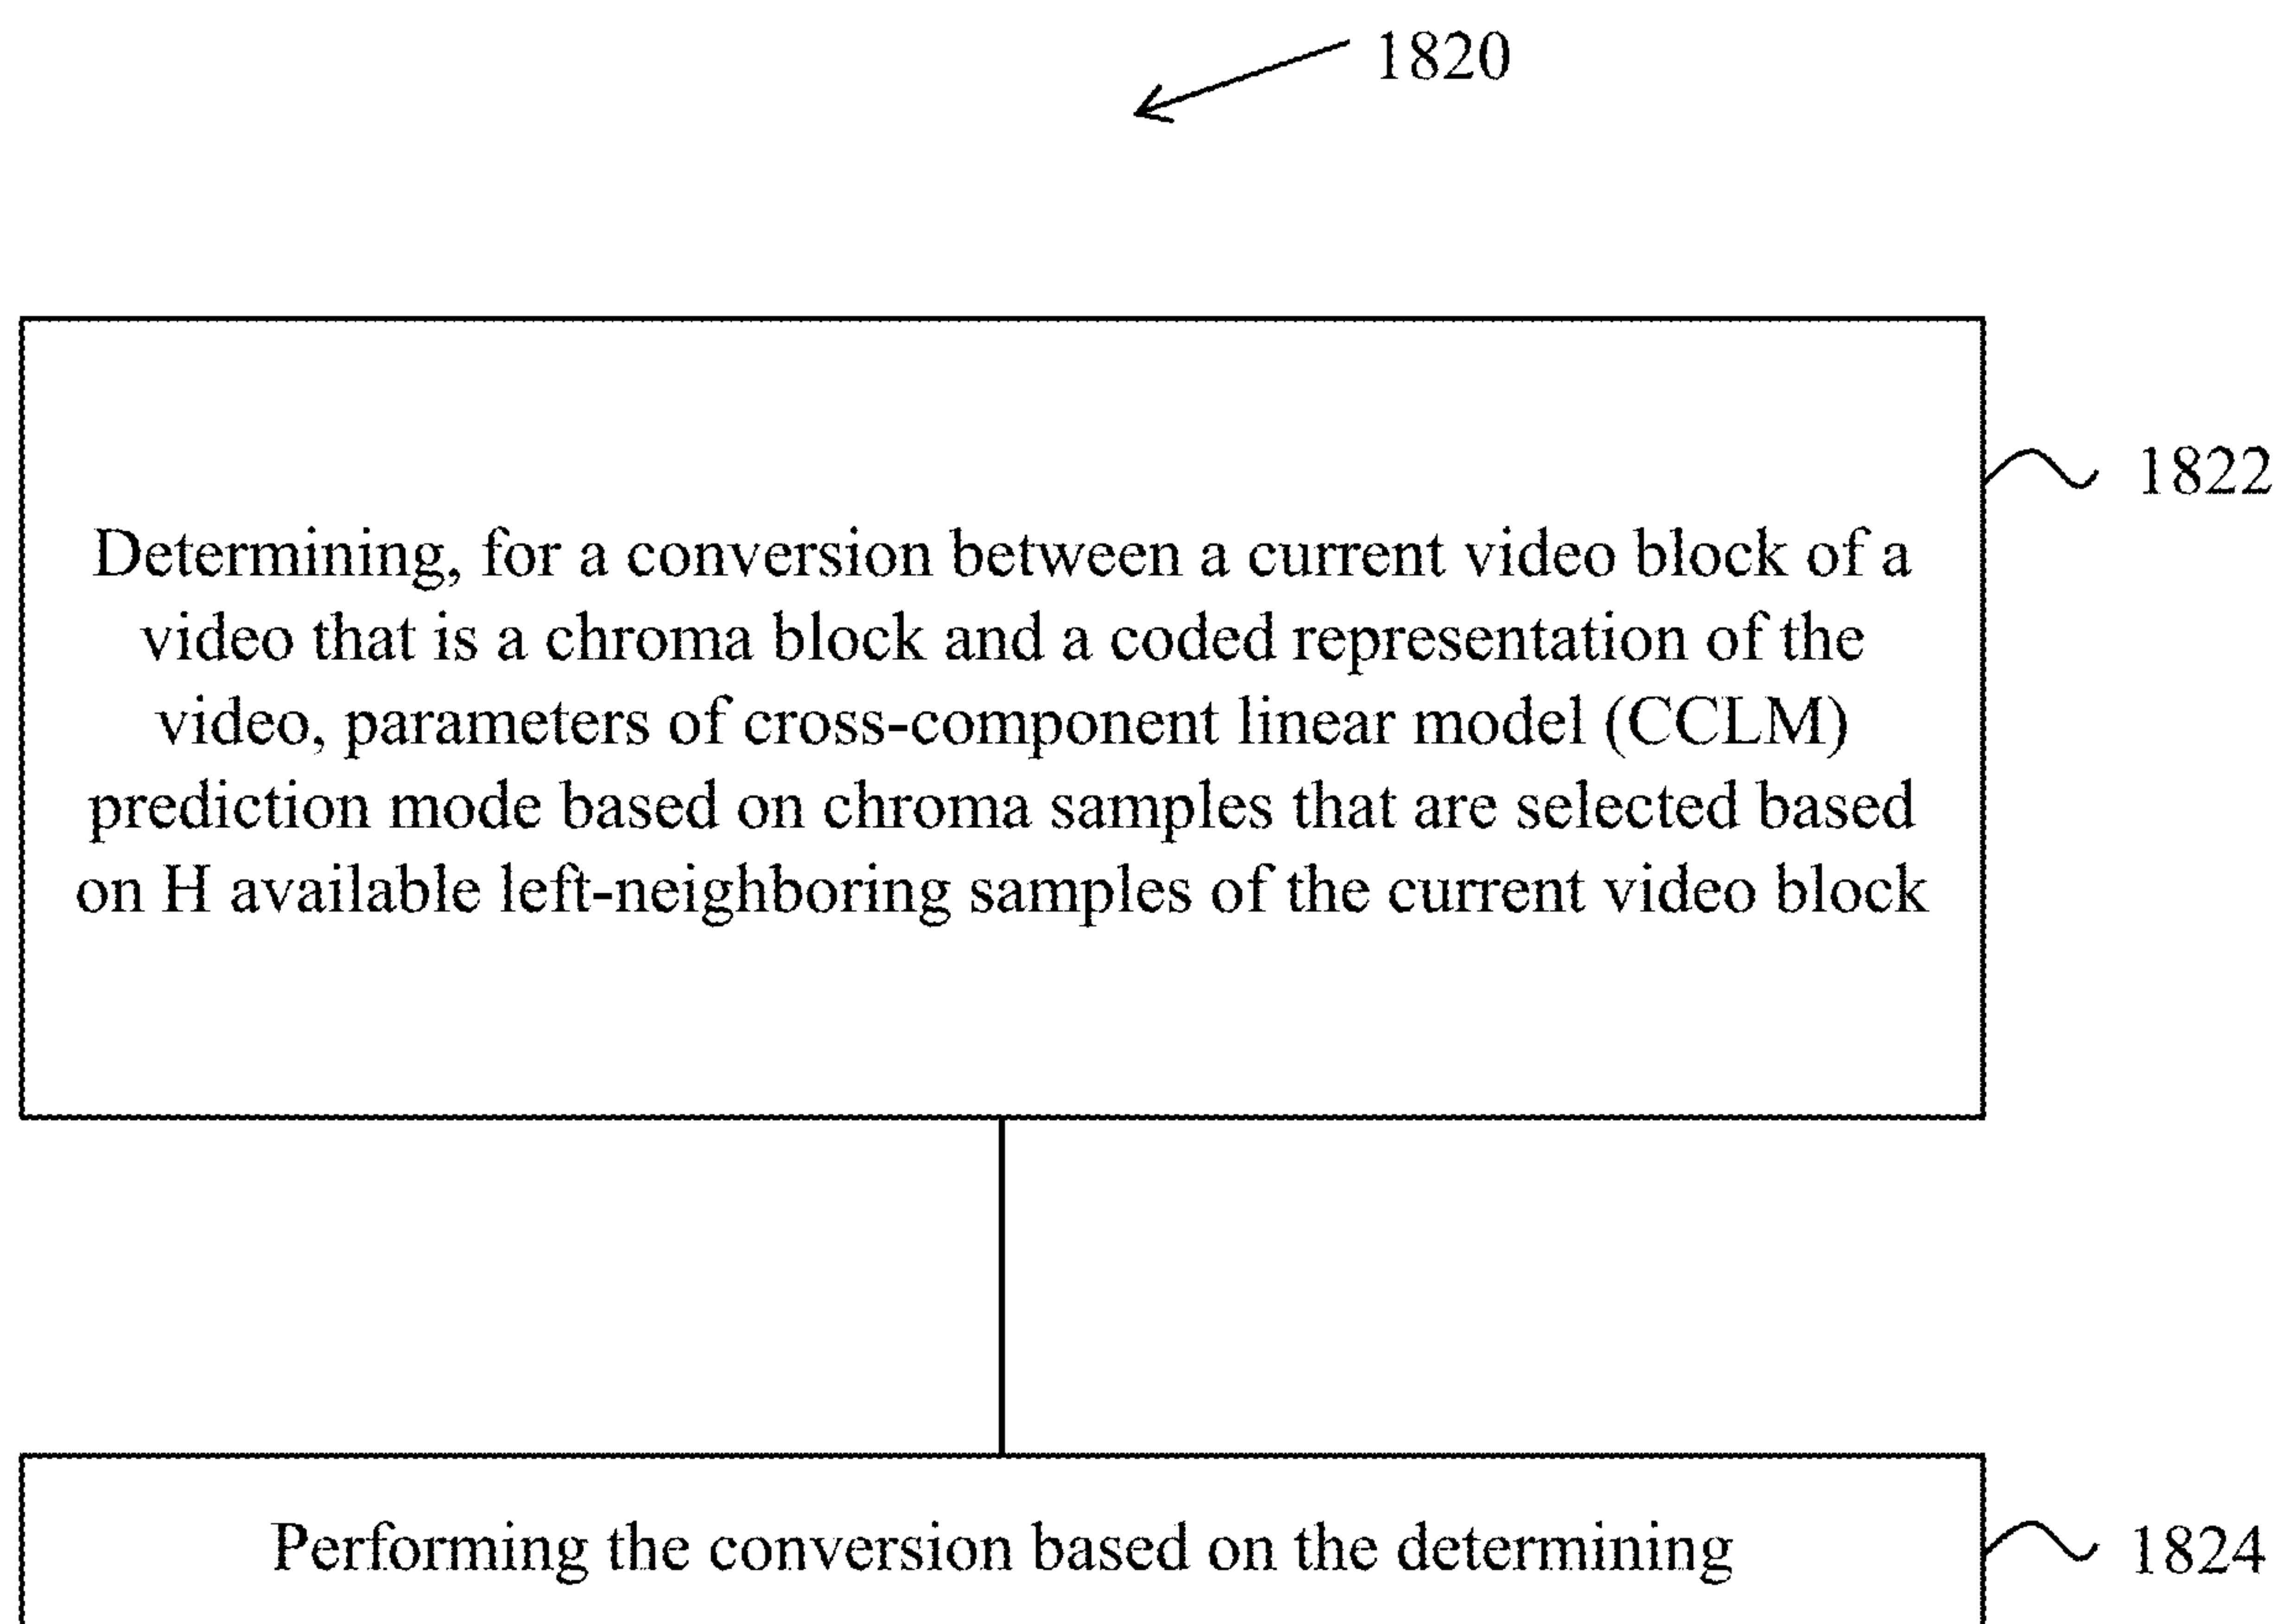 1820
1822
Determining, for a conversion between a current video block of a
video that is a chroma block and a coded representation of the
video, parameters of cross-component linear model (CCLM)
prediction mode based on chroma samples that are selected based
on H available left-neighboring samples of the current video block
Performing the conversion based on the determining
1824